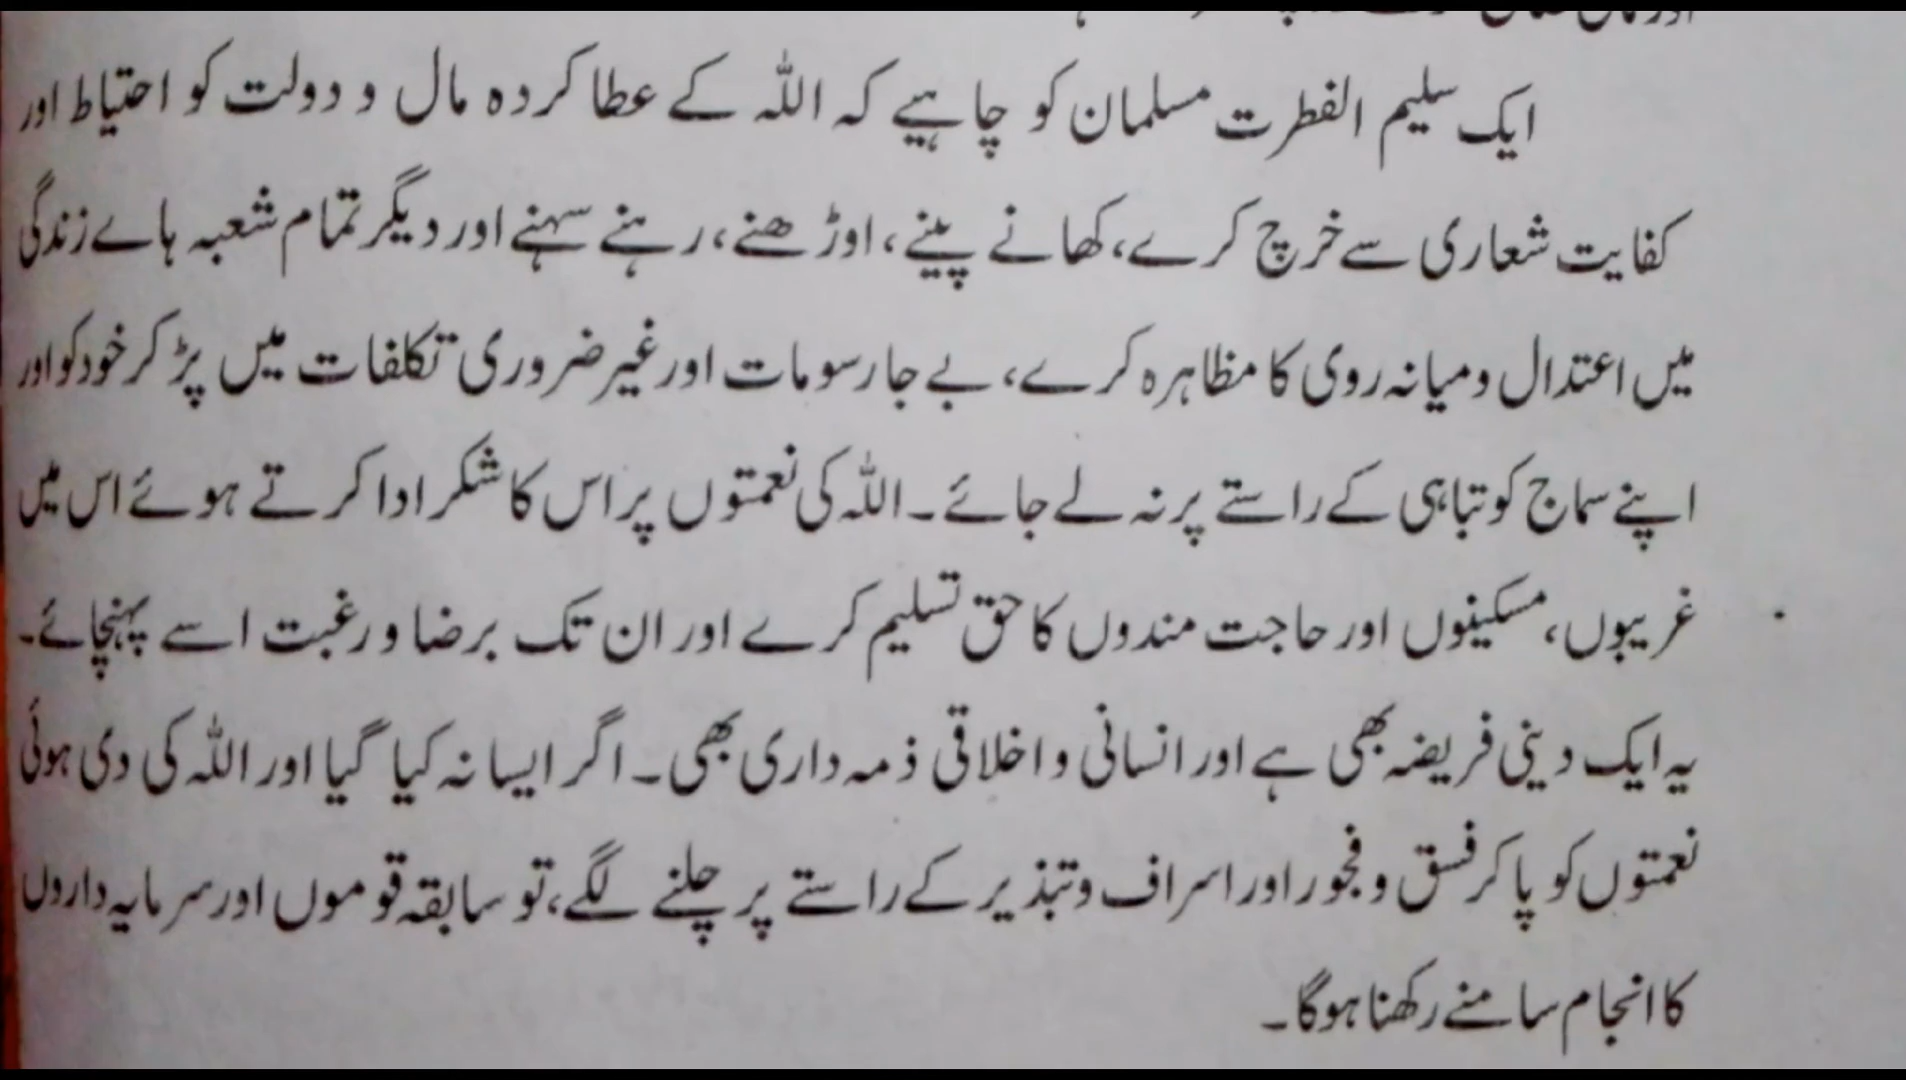 ایک سلیم الفطرت مسلمان کو چاہیے کہ اللہ کے عطا کردہ مال و دولت کو احتیاط اور
کفایت شعاری سے خرچ کرے، کھانے پینے، اوڑھنے، رہنے سہنے اور دیگر تمام شعبہ ہاے زندگی
میں اعتدال و میانہ روی کا مظاہرہ کرے، بے جا رسومات اور غیر ضروری تکلفات میں پڑ کر خود کو اور
اپنے سماج کو تباہی کے راستے پر نہ لے جائے۔ اللہ کی نعمتوں پر اس کا شکر ادا کرتے ہوئے اس میں
غریبوں، مسکینوں اور حاجت مندوں کا حق تسلیم کرے اور ان تک برضا و رغبت اسے پہنچائے۔
یہ ایک دینی فریضہ بھی ہے اور انسانی و اخلاقی ذمہ داری بھی۔ اگر ایسا نہ کیا گیا اور اللہ کی دی ہوئی
نعمتوں کو پا کر فسق و فجور اور اسراف و تبذیر کے راستے پر چلنے لگے، تو سابقہ قوموں اور سرمایہ داروں
کا انجام سامنے رکھنا ہوگا۔